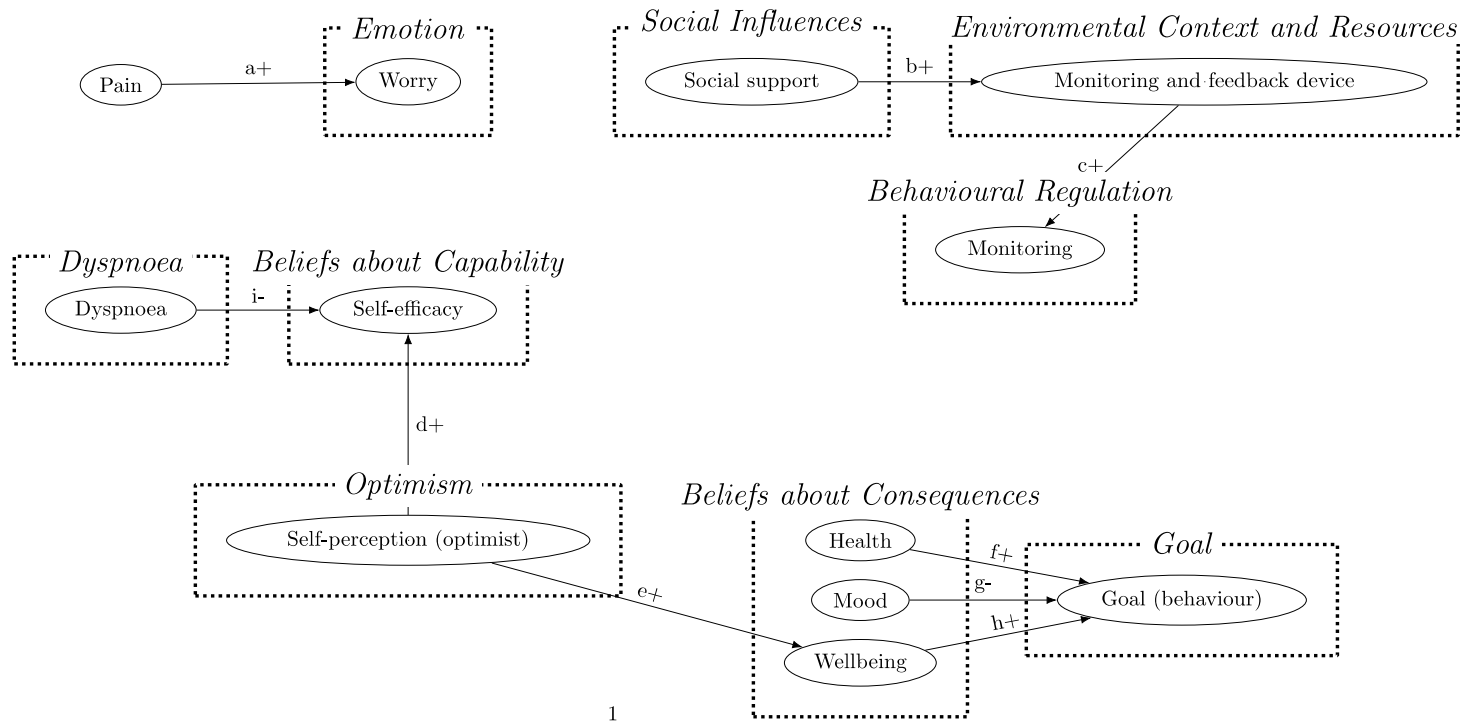 Emotion
Social Influences
Environmental Context and Resources
Pain
a+
Worry
Social support
b+
Monitoring and feedback device
c+
Behavioural Regulation
Monitoring
Dyspnoea
Beliefs about Capability
Dyspnoea
i-
Self-efficacy
d+
Optimism
Self-perception (optimist)
e+
Beliefs about Consequences
Health
f+
Goal
Mood
g-
Goal (behaviour)
h+
Wellbeing
1